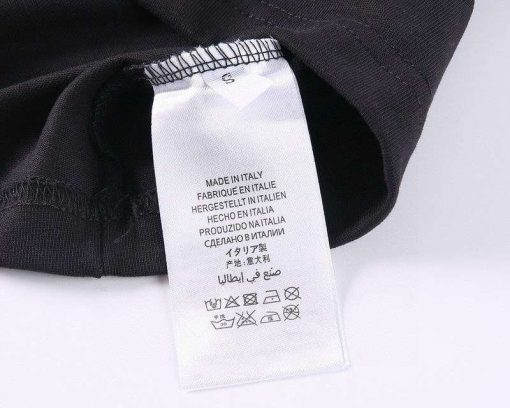 S
MADE IN ITALY
FABRIQUE EN ITALIE
HERGESTELLT IN ITALIEN
HECHO EN ITALIA
PRODUZIDO NA ITALIA
СДЕЛАНО В ИТАЛИИ
イタリア製
产地:意大利
صنع في إيطاليا